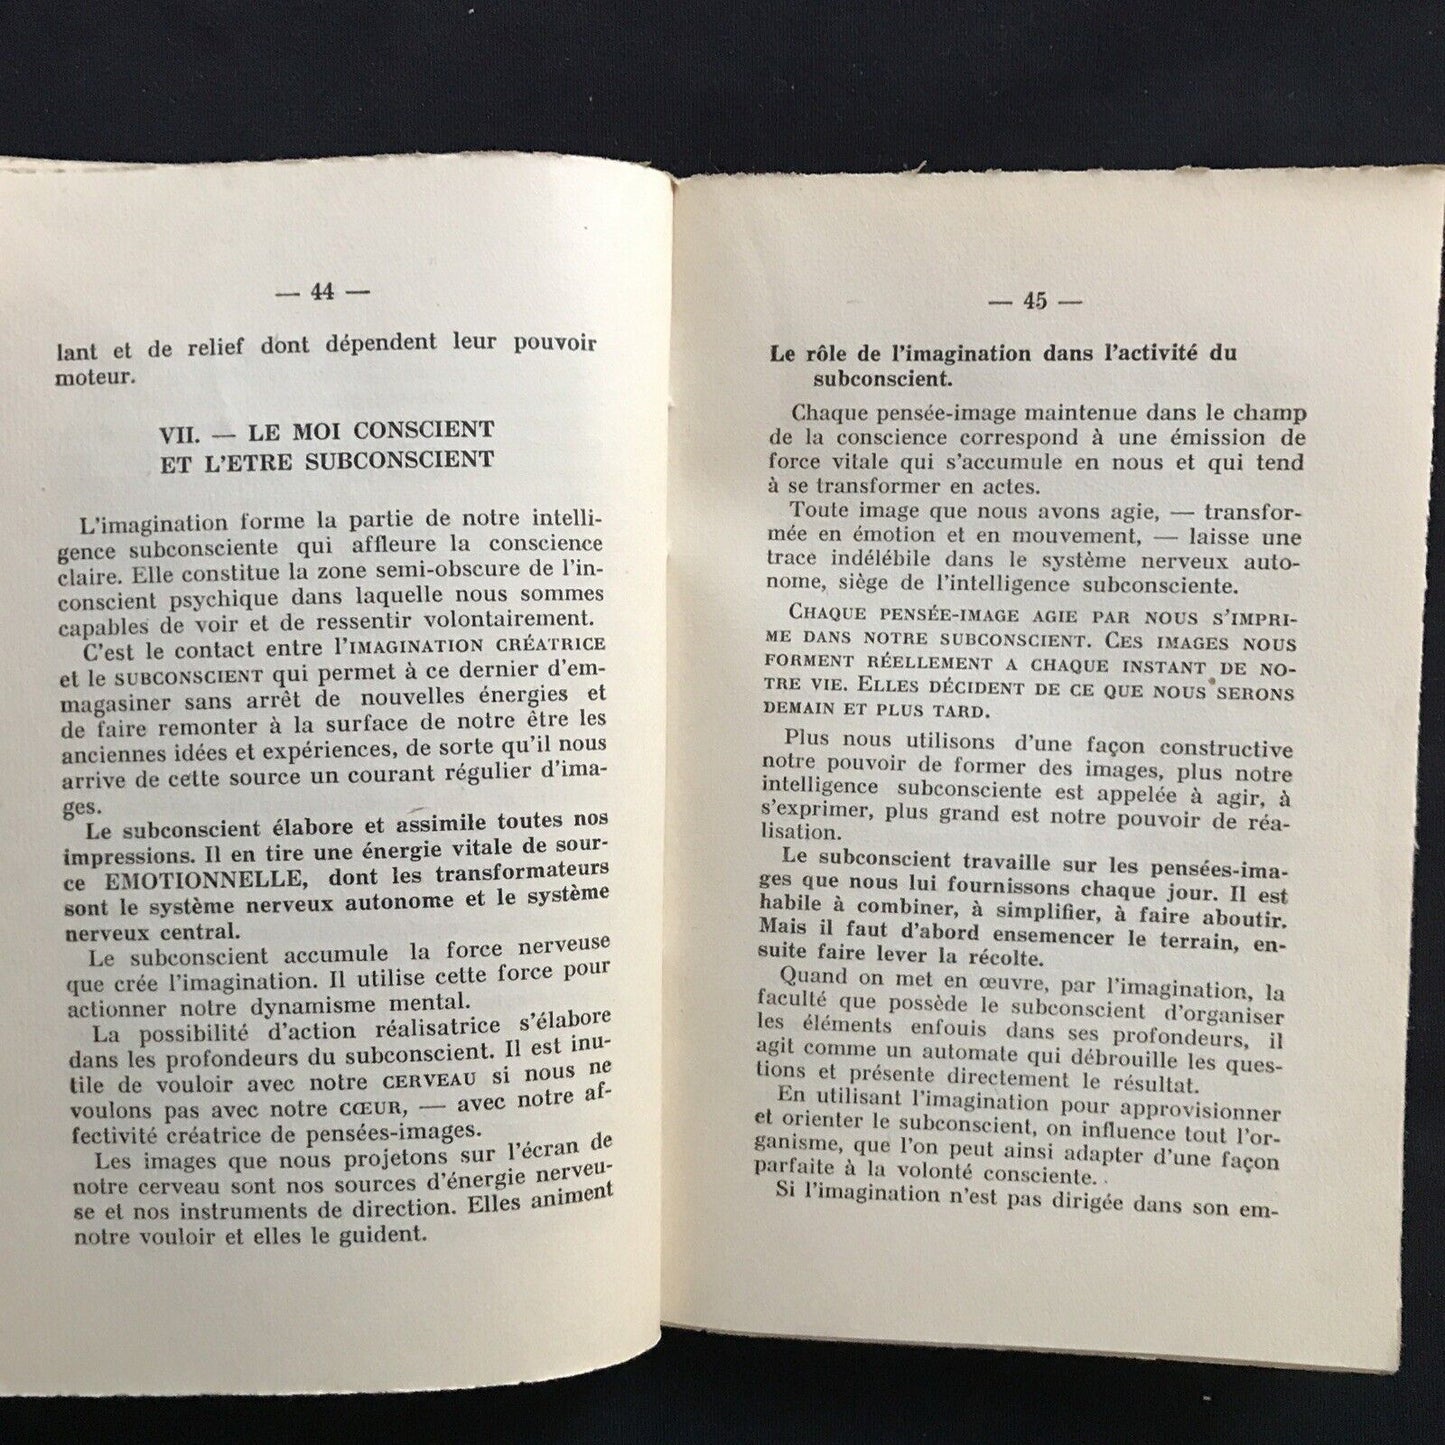 — 44 —
lant et de relief dont dépendent leur pouvoir
moteur.
VII. — LE MOI CONSCIENT
ET L'ETRE SUBCONSCIENT
L'imagination forme la partie de notre intelli-
gence subconsciente qui affleure la conscience
claire. Elle constitue la zone semi-obscure de l'in-
conscient psychique dans laquelle nous sommes
capables de voir et de ressentir volontairement.
C'est le contact entre l'IMAGINATION CRÉATRICE
et le SUBCONSCIENT qui permet à ce dernier d'em-
magasiner sans arrêt de nouvelles énergies et
de faire remonter à la surface de notre être les
anciennes idées et expériences, de sorte qu'il nous
arrive de cette source un courant régulier d'ima-
ges.
Le subconscient élabore et assimile toutes nos
impressions. Il en tire une énergie vitale de sour-
ce EMOTIONNELLE, dont les transformateurs
sont le système nerveux autonome et le système
nerveux central.
Le subconscient accumule la force nerveuse
que crée l'imagination. Il utilise cette force pour
actionner notre dynamisme mental.
La possibilité d'action réalisatrice s'élabore
dans les profondeurs du subconscient. Il est inu-
tile de vouloir avec notre CERVEAU si nous ne
voulons pas avec notre CŒUR, — avec notre af-
fectivité créatrice de pensées-images.
Les images que nous projetons sur l'écran de
notre cerveau sont nos sources d'énergie nerveu-
se et nos instruments de direction. Elles animent
notre vouloir et elles le guident.
— 45 —
Le rôle de l'imagination dans l'activité du
subconscient.
Chaque pensée-image maintenue dans le champ
de la conscience correspond à une émission de
force vitale qui s'accumule en nous et qui tend
à se transformer en actes.
Toute image que nous avons agie, — transfor-
mée en émotion et en mouvement, — laisse une
trace indélébile dans le système nerveux auto-
nome, siège de l'intelligence subconsciente.
CHAQUE PENSÉE-IMAGE AGIE PAR NOUS S'IMPRI-
ME DANS NOTRE SUBCONSCIENT. CES IMAGES NOUS
FORMENT RÉELLEMENT A CHAQUE INSTANT DE NO-
TRE VIE. ELLES DÉCIDENT DE CE QUE NOUS SERONS
DEMAIN ET PLUS TARD.
Plus nous utilisons d'une façon constructive
notre pouvoir de former des images, plus notre
intelligence subconsciente est appelée à agir, à
s'exprimer, plus grand est notre pouvoir de réa-
lisation.
Le subconscient travaille sur les pensées-ima-
ges que nous lui fournissons chaque jour. Il est
habile à combiner, à simplifier, à faire aboutir.
Mais il faut d'abord ensemencer le terrain, en-
suite faire lever la récolte.
Quand on met en œuvre, par l'imagination, la
faculté que possède le subconscient d'organiser
les éléments enfouis dans ses profondeurs, il
agit comme un automate qui débrouille les ques-
tions et présente directement le résultat.
En utilisant l'imagination pour approvisionner
et orienter le subconscient, on influence tout l'or-
ganisme, que l'on peut ainsi adapter d'une façon
parfaite à la volonté consciente.
Si l'imagination n'est pas dirigée dans son em-